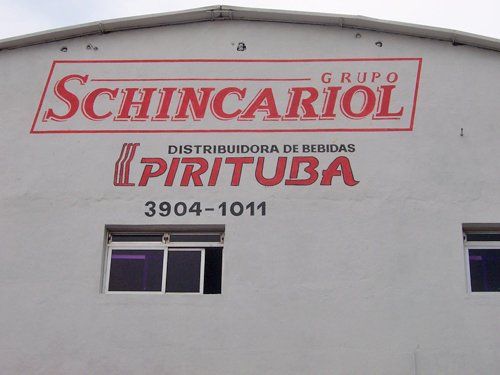 GRUPO
SCHINCARIOL
DISTRIBUIDORA DE BEBIDAS
PIRITUBA
3904-1011